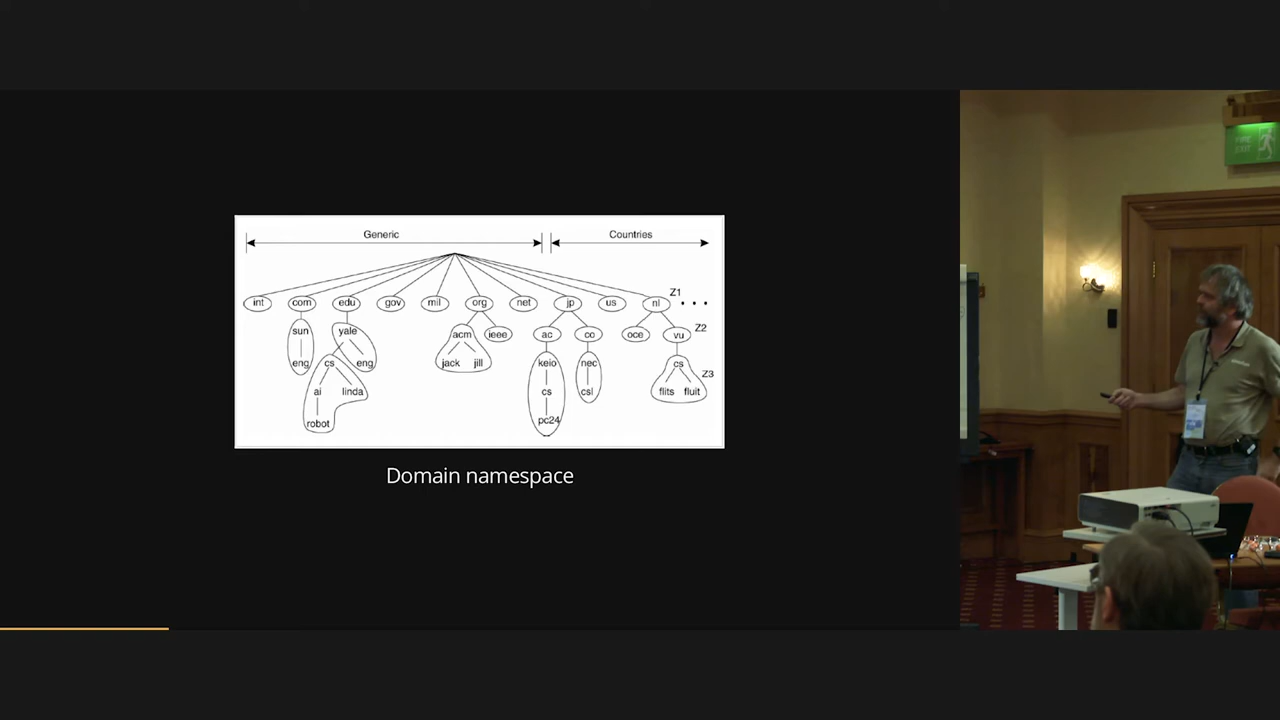 Generic Countries
int com edu gov mil org net jp us nl Z1
sun yale acm ieee ac co oce vu Z2
eng cs eng jack jill keio nec cs Z3
ai linda cs csl flits fluit
robot pc24
Domain namespace
FIRE
EXIT